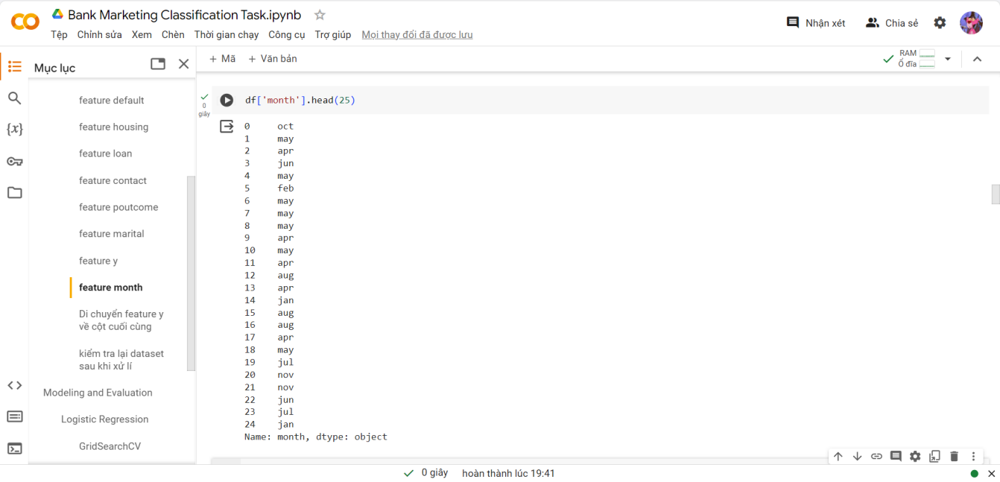 Bank Marketing Classification Task.ipynb
Tệp Chỉnh sửa Xem Chèn Thời gian chạy Công cụ Trợ giúp Mọi thay đổi đã được lưu
Nhận xét
Chia sẻ
Mục lục
+ Mã + Văn bản
RAM
Ổ đĩa
feature default
feature housing
feature loan
feature contact
feature poutcome
feature marital
feature y
feature month
Di chuyển feature y
về cột cuối cùng
kiểm tra lại dataset
sau khi xử lí
Modeling and Evaluation
Logistic Regression
GridSearchCV
{x}
0
giây
df['month'].head(25)
0 oct
1 may
2 apr
3 jun
4 may
5 feb
6 may
7 may
8 may
9 apr
10 may
11 apr
12 aug
13 apr
14 jan
15 aug
16 aug
17 apr
18 may
19 jul
20 nov
21 nov
22 jun
23 jul
24 jan
Name: month, dtype: object
0 giây hoàn thành lúc 19:41